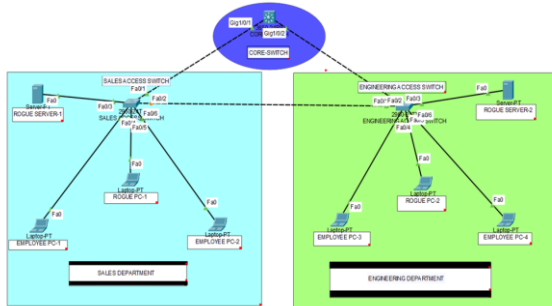 Gig1/0/1
Gig1/0/2
CORE-SWITCH
SALES ACCESS SWITCH
Fa0/1
Fa0/2
Fa0/3
Fa0/5
Fa0/6
Server-PT
ROGUE SERVER-1
Fa0
Fa0
Laptop-PT
ROGUE PC-1
Fa0
Laptop-PT
EMPLOYEE PC-1
Fa0
Laptop-PT
EMPLOYEE PC-2
SALES DEPARTMENT
ENGINEERING ACCESS SWITCH
Fa0/2
Fa0/3
Fa0/6
Fa0/4
Fa0
Server-PT
ROGUE SERVER-2
Fa0
Laptop-PT
ROGUE PC-2
Fa0
Laptop-PT
EMPLOYEE PC-3
Fa0
Laptop-PT
EMPLOYEE PC-4
ENGINEERING DEPARTMENT